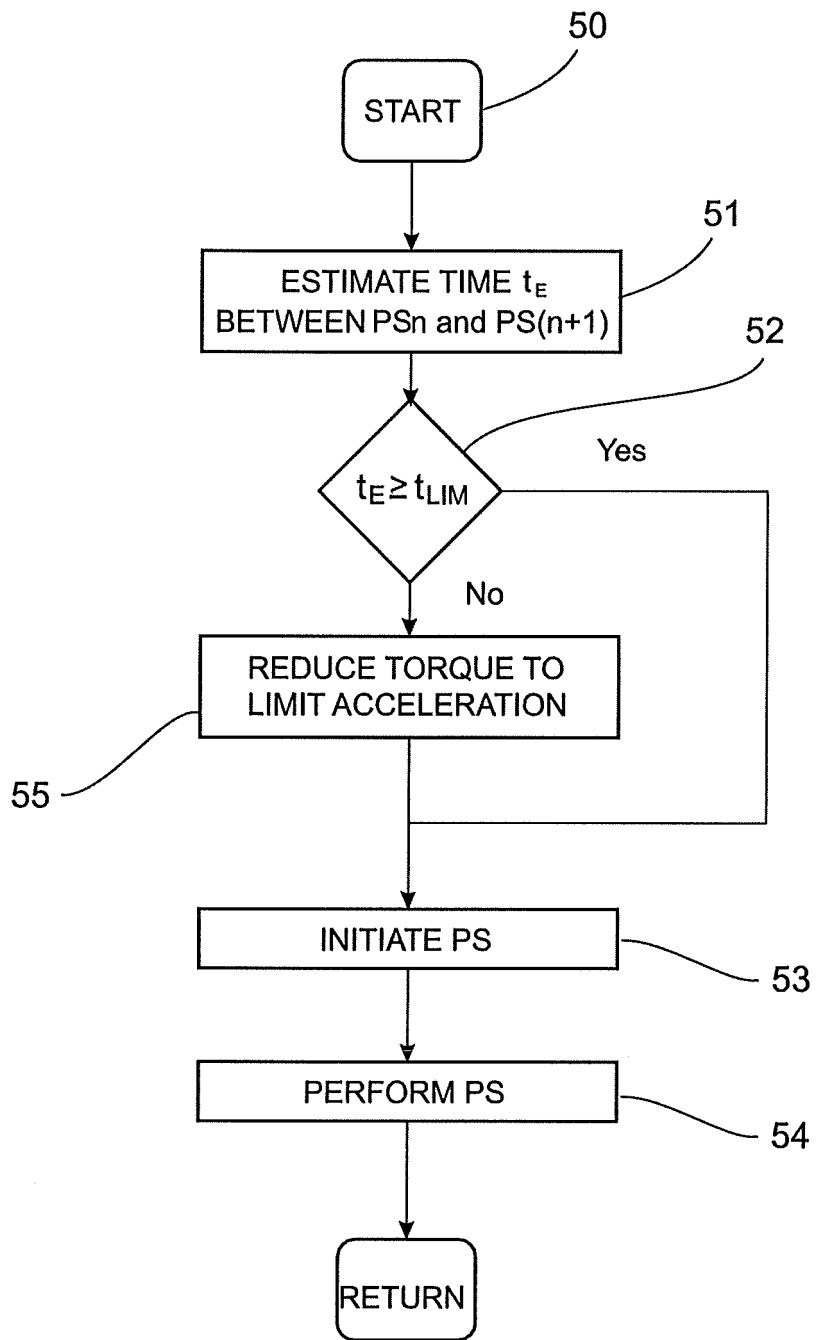 50
START
51
ESTIMATE TIME tE
BETWEEN PSn and PS(n+1)
52
Yes
tE ≥ tLIM
No
REDUCE TORQUE TO
LIMIT ACCELERATION
55
INITIATE PS
53
PERFORM PS
54
RETURN